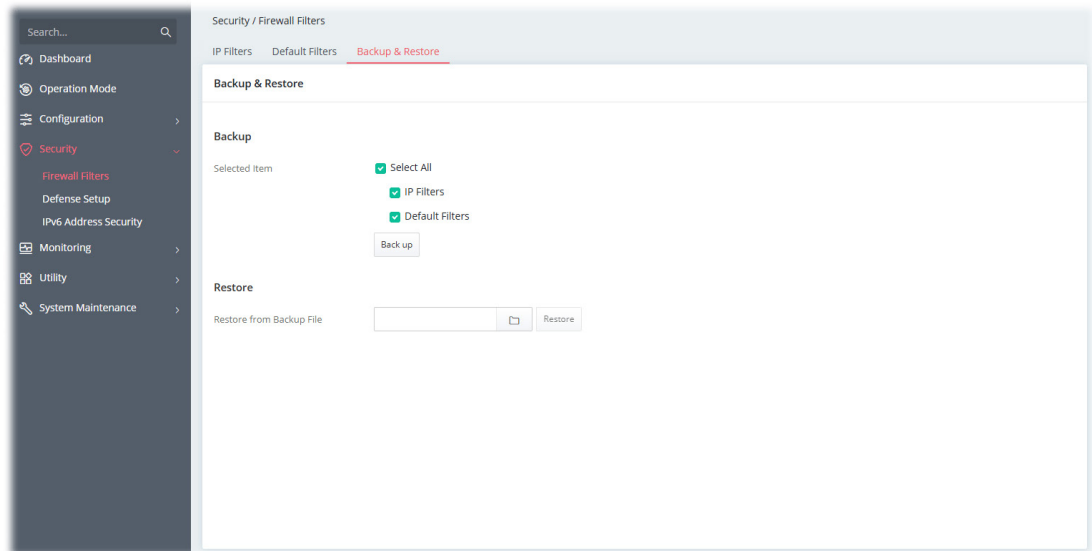 Search...
Dashboard
Operation Mode
Configuration
Security
Firewall Filters
Defense Setup
IPv6 Address Security
Monitoring
Utility
System Maintenance
Security / Firewall Filters
IP Filters Default Filters Backup & Restore
Backup & Restore
Backup
Selected Item Select All
IP Filters
Default Filters
Back up
Restore
Restore from Backup File Restore